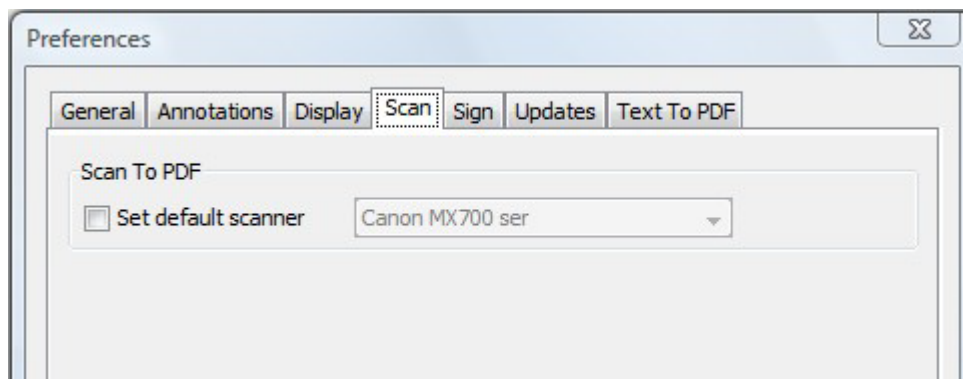 Preferences
General Annotations Display Scan Sign Updates Text To PDF
Scan To PDF
Set default scanner Canon MX700 ser